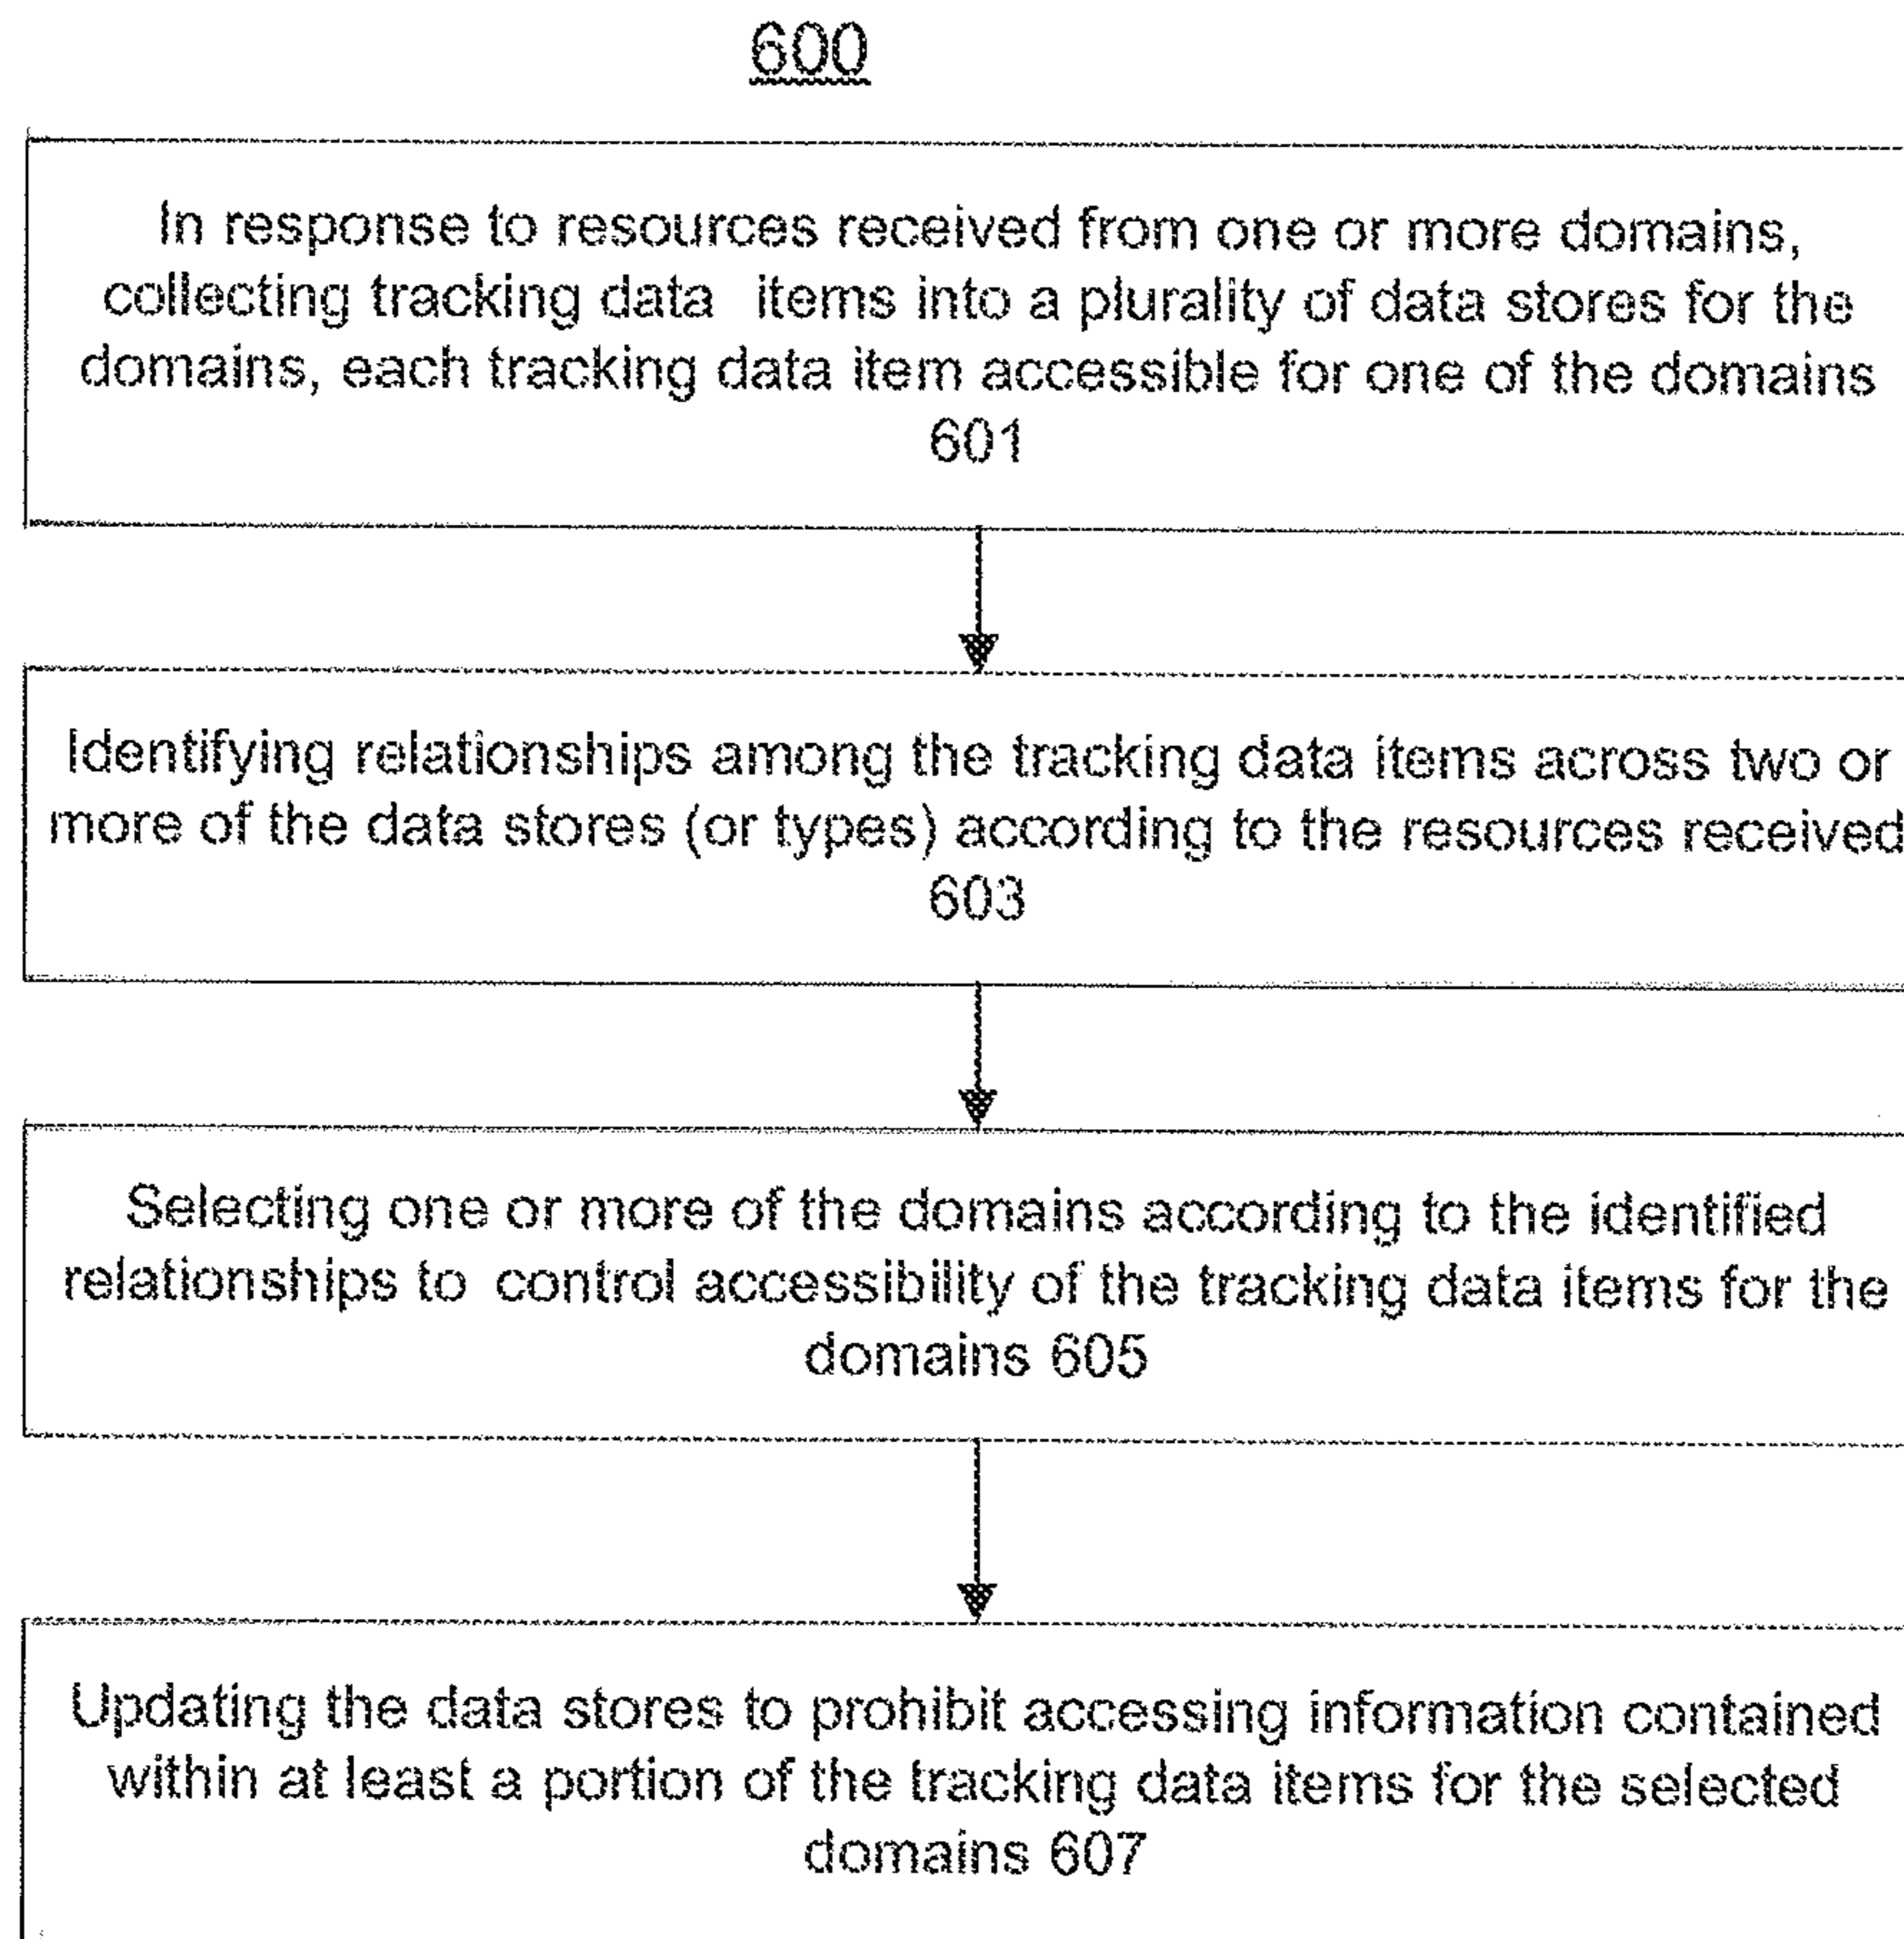 600
In response to resources received from one or more domains,
collecting tracking data items into a plurality of data stores for the
domains, each tracking data item accessible for one of the domains
601
Identifying relationships among the tracking data items across two or
more of the data stores (or types) according to the resources received
603
Selecting one or more of the domains according to the identified
relationships to control accessibility of the tracking data items for the
domains 605
Updating the data stores to prohibit accessing information contained
within at least a portion of the tracking data items for the selected
domains 607